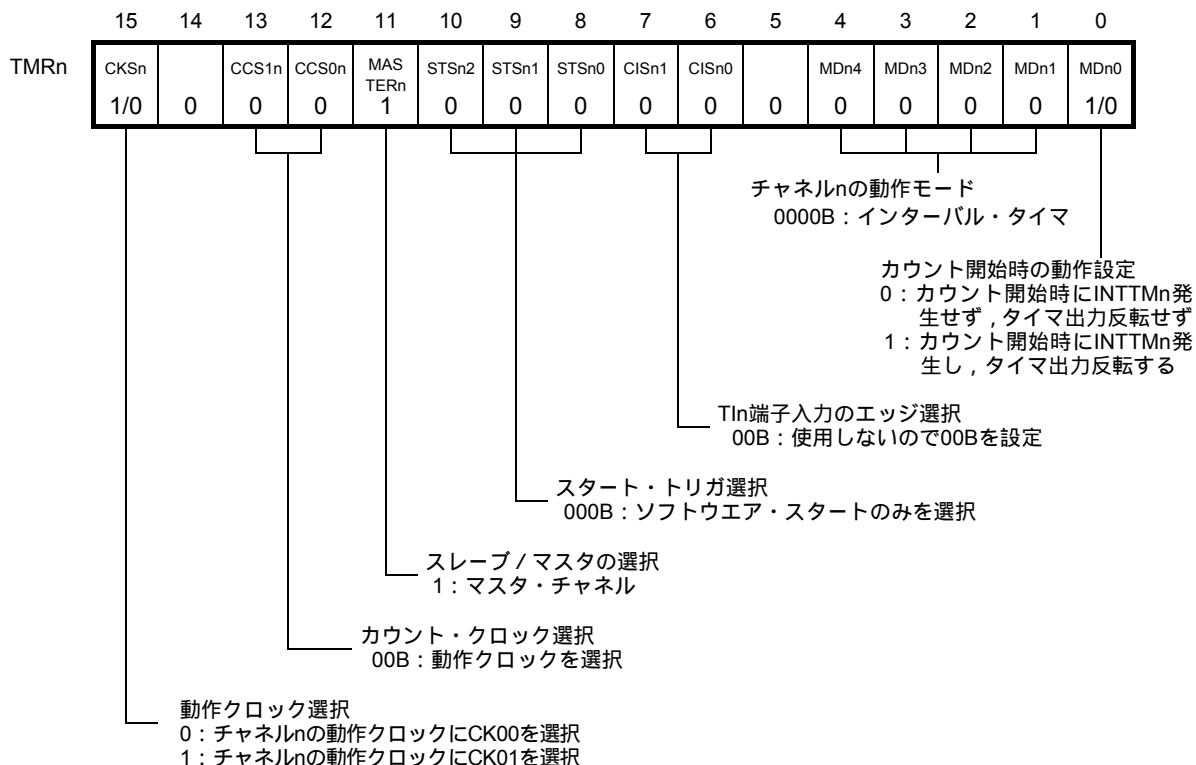 15 14 13 12 11 10 9 8 7 6 5 4 3 2 1 0
TMRn CKSn CCS1n CCS0n MAS STSn2 STSn1 STSn0 CISn1 CISn0 MDn4 MDn3 MDn2 MDn1 MDn0
TERn
1/0 0 0 0 1 0 0 0 0 0 0 0 0 0 0 1/0
チャネルnの動作モード
0000B：インターバル・タイマ
カウント開始時の動作設定
0：カウント開始時にINTTMn発
生せず，タイマ出力反転せず
1：カウント開始時にINTTMn発
生し，タイマ出力反転する
TIn端子入力のエッジ選択
00B：使用しないので00Bを設定
スタート・トリガ選択
000B：ソフトウエア・スタートのみを選択
スレーブ／マスタの選択
1：マスタ・チャネル
カウント・クロック選択
00B：動作クロックを選択
動作クロック選択
0：チャネルnの動作クロックにCK00を選択
1：チャネルnの動作クロックにCK01を選択